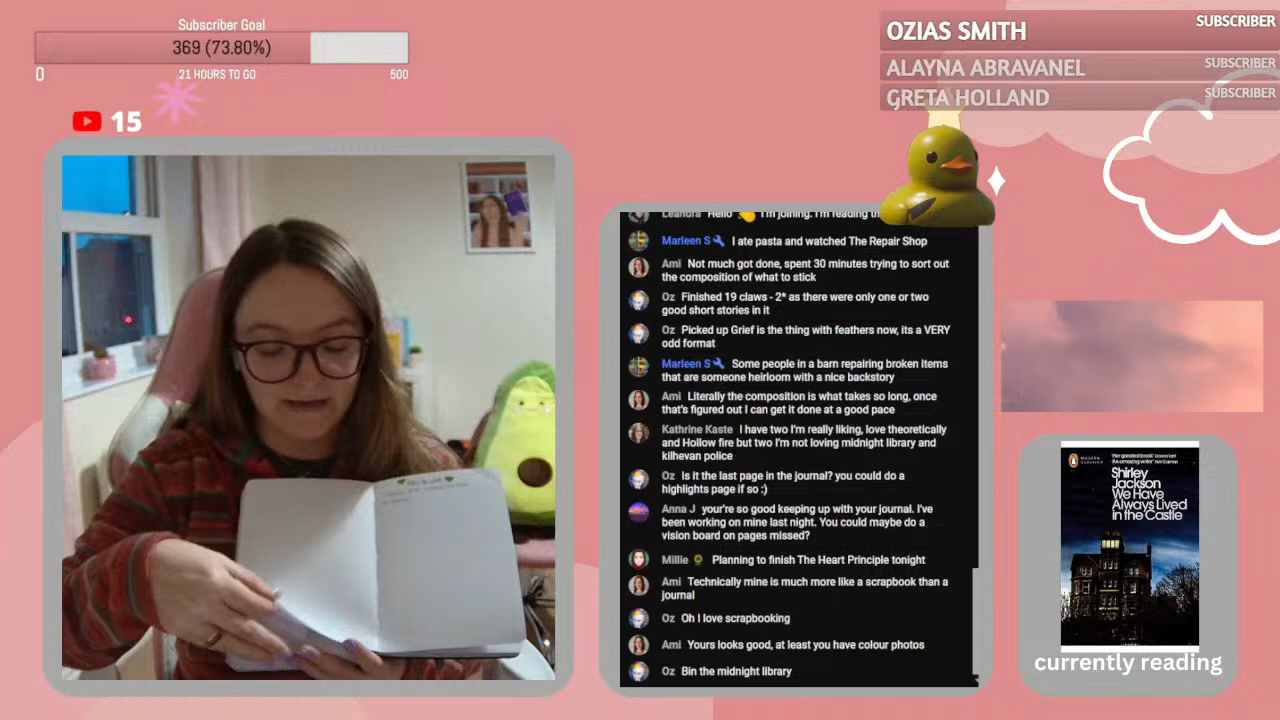 Subscriber Goal
369 (73.80%)
0
21 HOURS TO GO
500
15
OZIAS SMITH
SUBSCRIBER
ALAYNA ABRAVANEL
SUBSCRIBER
GRETA HOLLAND
SUBSCRIBER
Leandra Hello I'm joining. I'm reading
Marleen S I ate pasta and watched The Repair Shop
Ami Not much got done, spent 30 minutes trying to sort out
the composition of what to stick
Oz Finished 19 claws - 2* as there were only one or two
good short stories in it
Oz Picked up Grief is the thing with feathers now, its a VERY
odd format
Marleen S Some people in a barn repairing broken items
that are someone heirloom with a nice backstory
Ami Literally the composition is what takes so long, once
that's figured out I can get it done at a good pace
Kathrine Kaste I have two I'm really liking, love theoretically
and Hollow fire but two I'm not loving midnight library and
kilhevan police
Oz Is it the last page in the journal? you could do a
highlights page if so :)
Anna J your're so good keeping up with your journal. I've
been working on mine last night. You could maybe do a
vision board on pages missed?
Millie Planning to finish The Heart Principle tonight
Ami Technically mine is much more like a scrapbook than a
journal
Oz Oh I love scrapbooking
Ami Yours looks good, at least you have colour photos
Oz Bin the midnight library
Shirley
Jackson
We Have
Always Lived
in the Castle
currently reading